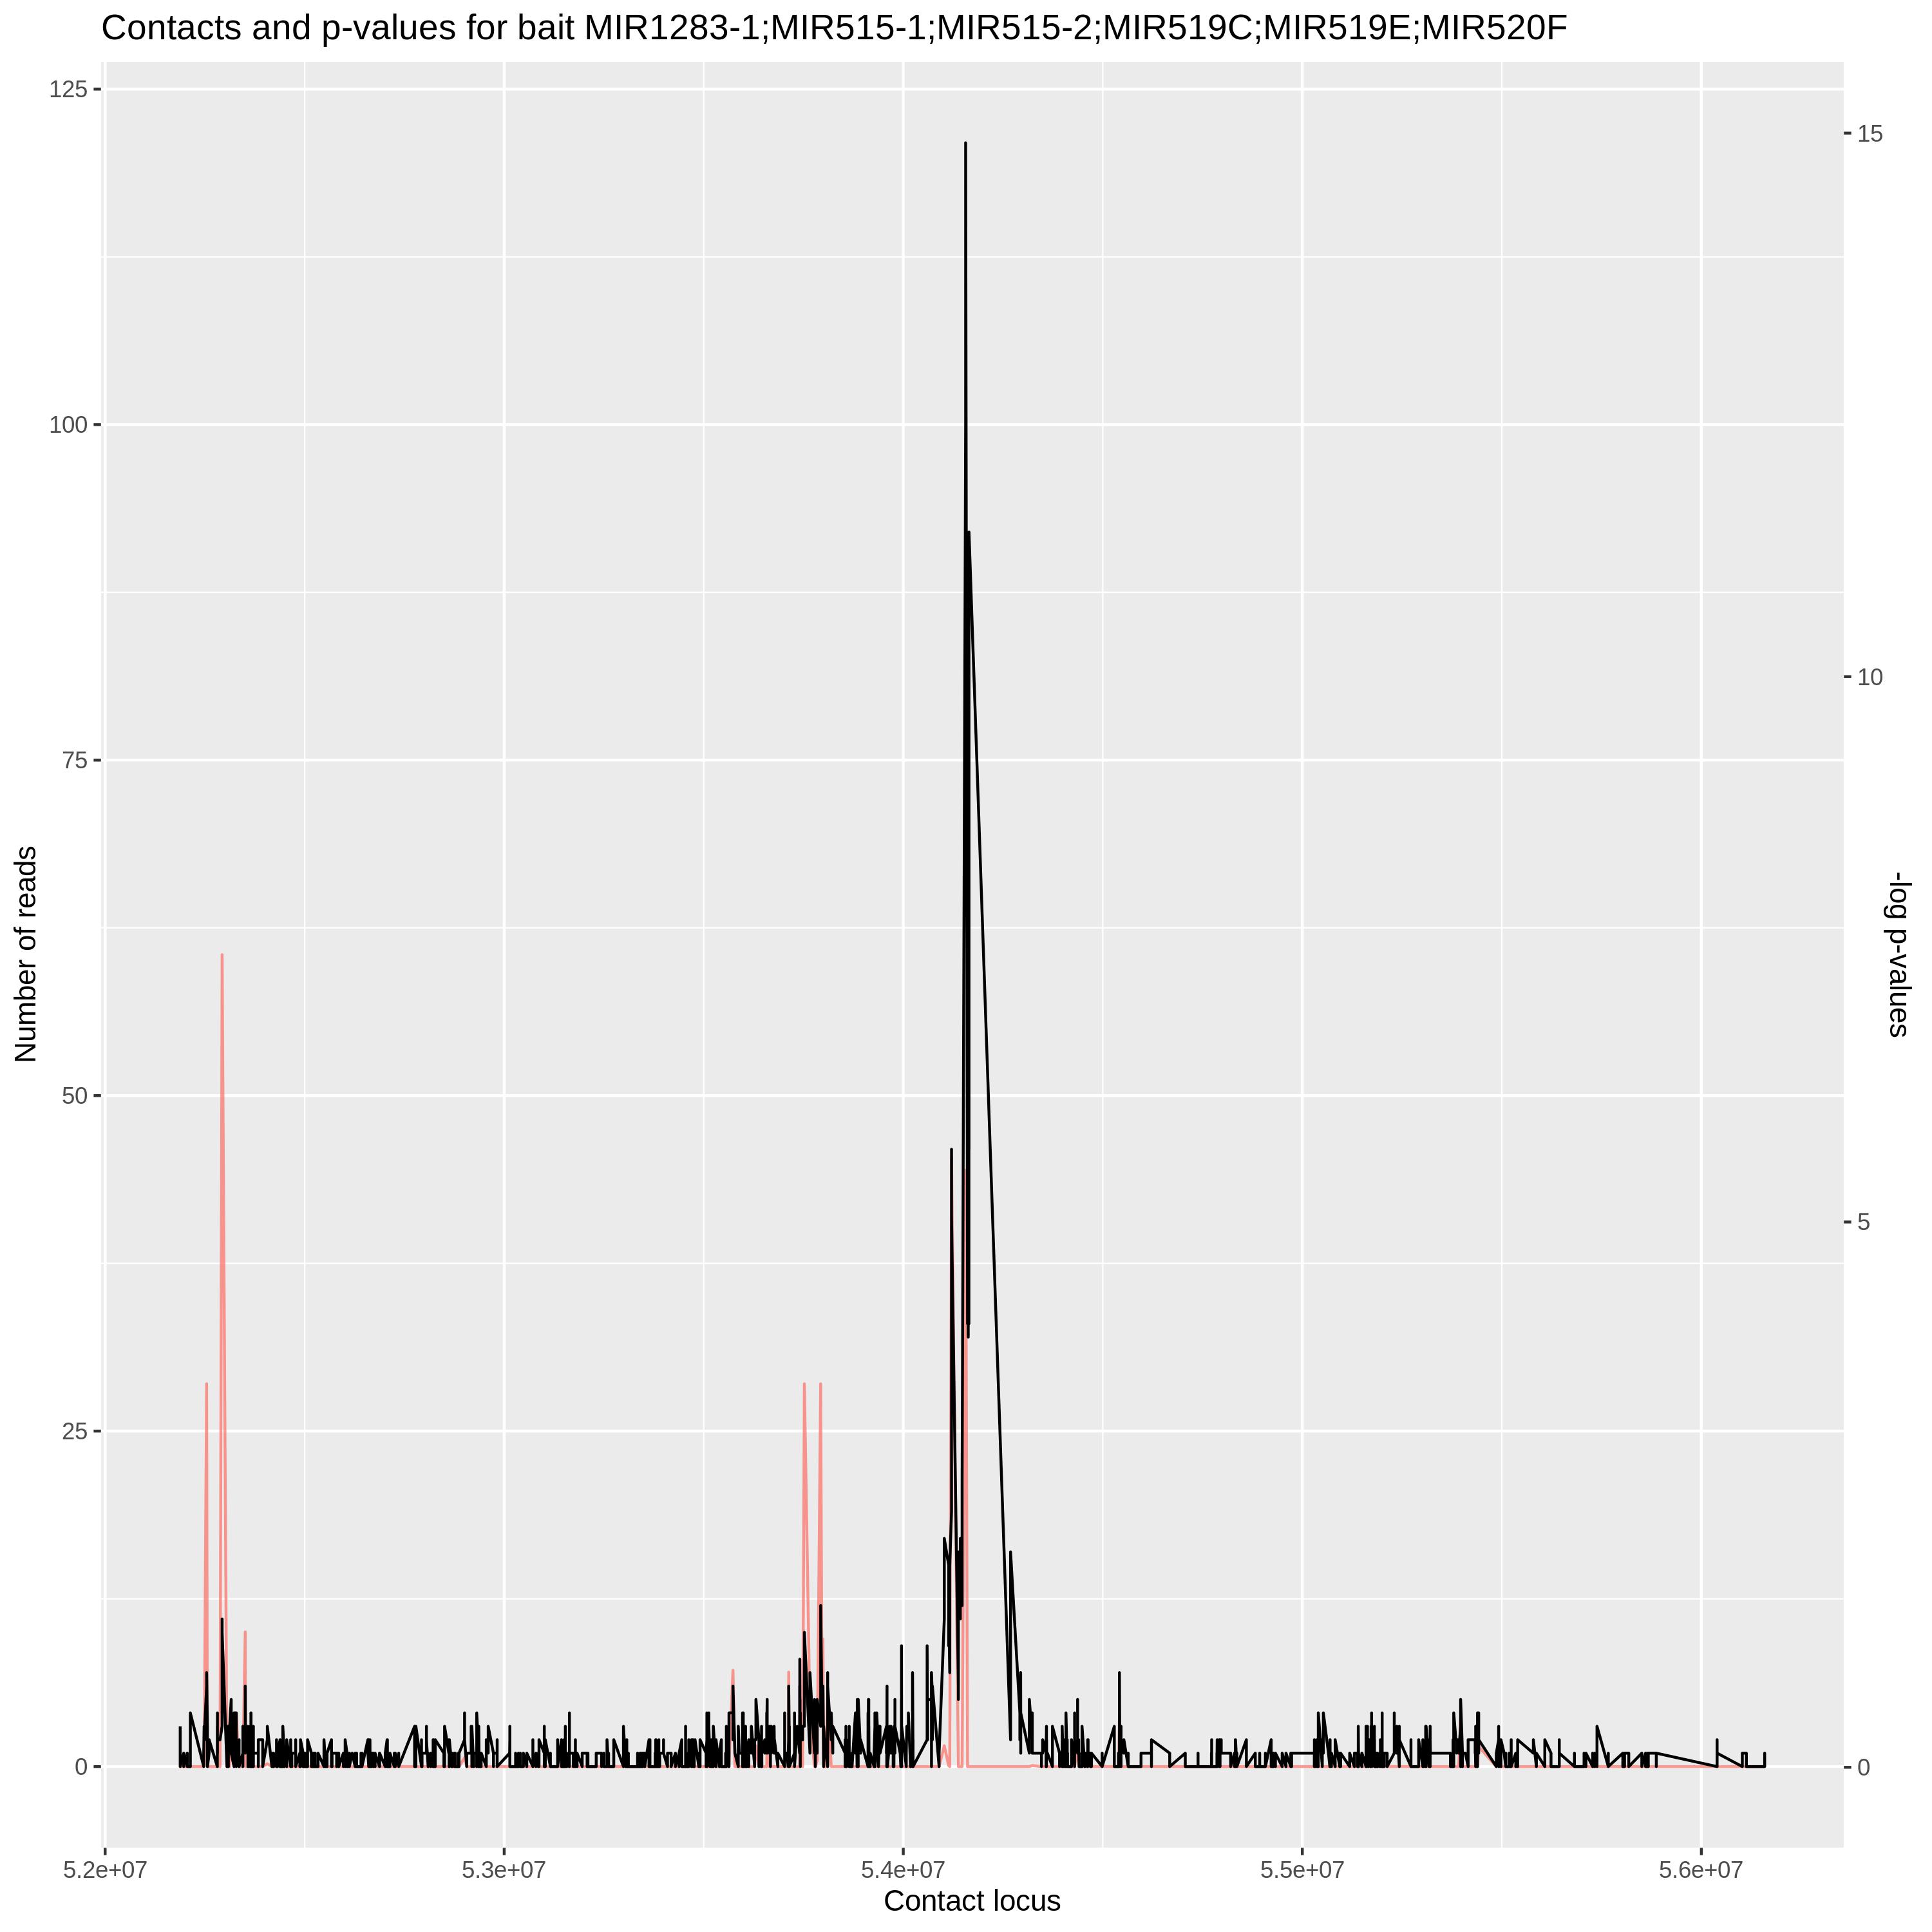 Contacts and p-values for bait MIR1283-1;MIR515-1;MIR515-2;MIR519C;MIR519E;MIR520F
125
100
75
50
25
0
Number of reads
15
10
5
0
-log p-values
5.2e+07 5.3e+07 5.4e+07 5.5e+07 5.6e+07
Contact locus